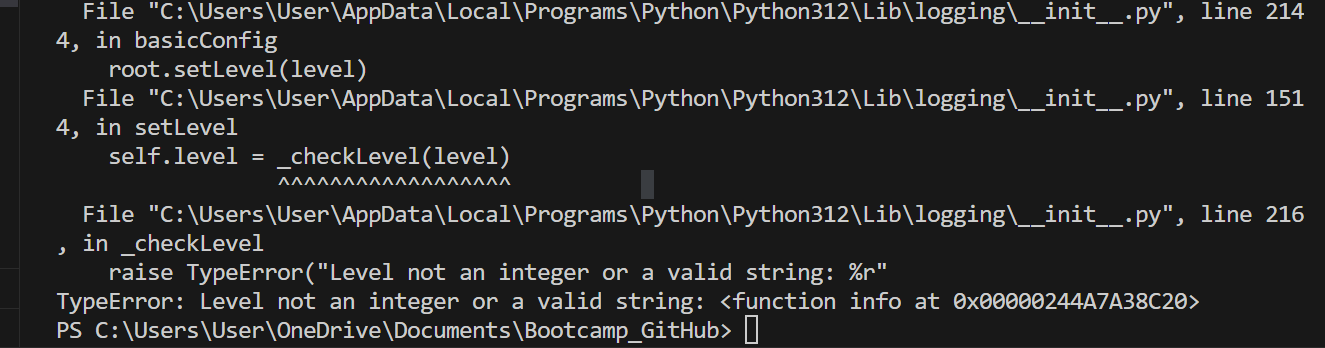 File "C:\Users\User\AppData\Local\Programs\Python\Python312\Lib\logging\__init__.py", line 214
4, in basicConfig
    root.setLevel(level)
  File "C:\Users\User\AppData\Local\Programs\Python\Python312\Lib\logging\__init__.py", line 151
4, in setLevel
    self.level = _checkLevel(level)
                 ^^^^^^^^^^^^^^^^^^
  File "C:\Users\User\AppData\Local\Programs\Python\Python312\Lib\logging\__init__.py", line 216
, in _checkLevel
    raise TypeError("Level not an integer or a valid string: %r"
TypeError: Level not an integer or a valid string: <function info at 0x00000244A7A38C20>
PS C:\Users\User\OneDrive\Documents\Bootcamp_GitHub>